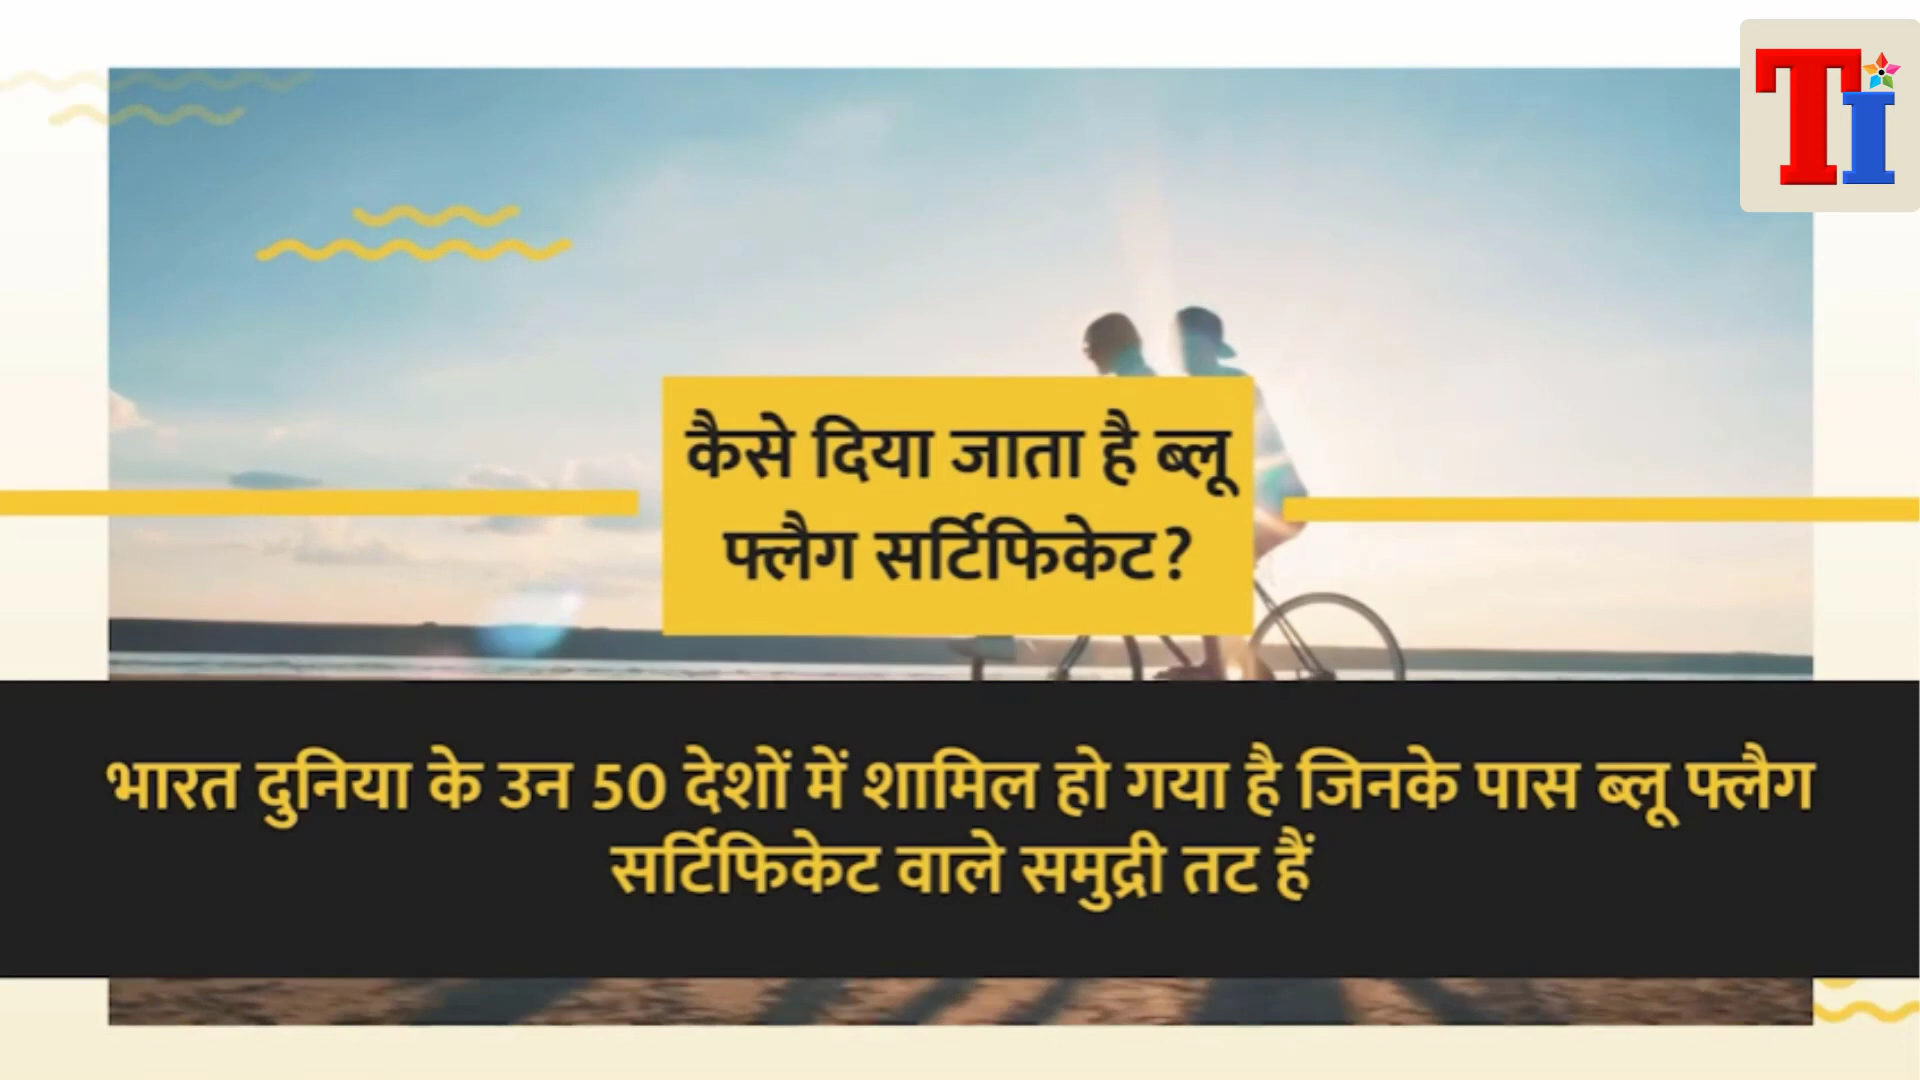 Ti
कैसे दिया जाता है ब्लू
फ्लैग सर्टिफिकेट?
भारत दुनिया के उन 50 देशों में शामिल हो गया है जिनके पास ब्लू फ्लैग
सर्टिफिकेट वाले समुद्री तट हैं